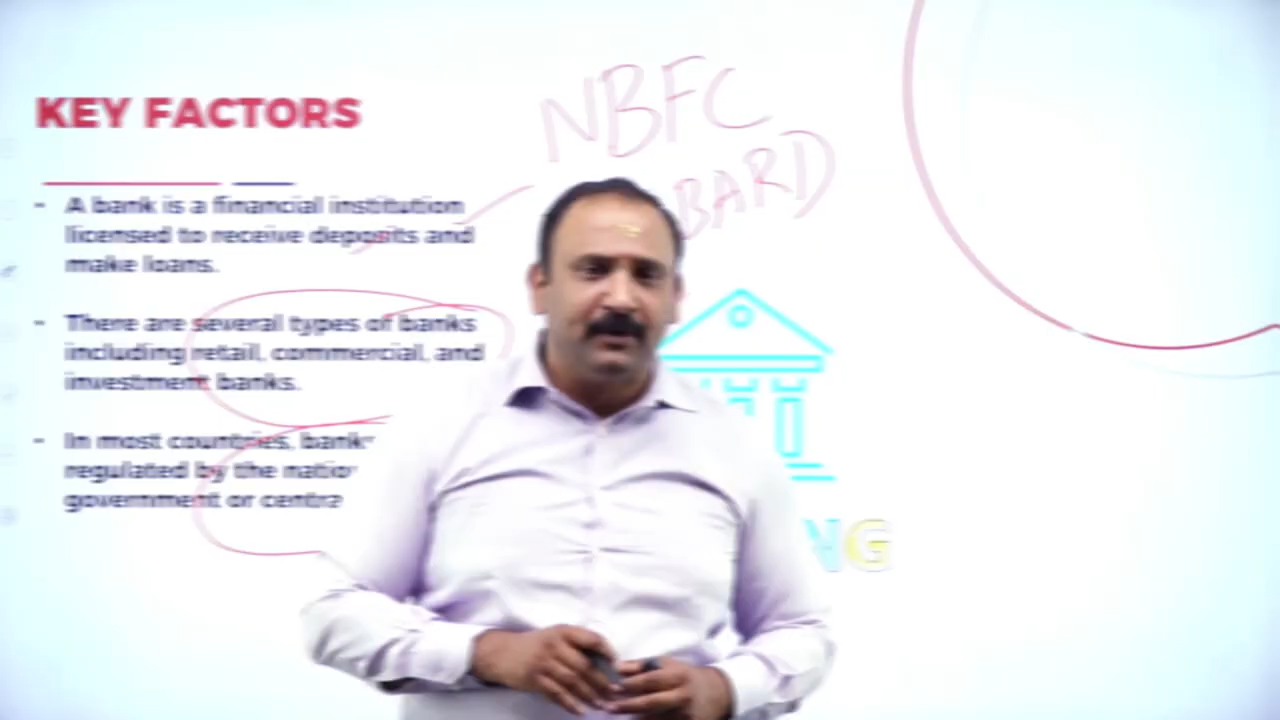 KEY FACTORS
NBFC
BARD
- A bank is a financial institution
licensed to receive deposits and
make loans.
- There are several types of banks
including retail, commercial, and
investment banks.
- In most countries, bank
regulated by the natio
government or centra
NG